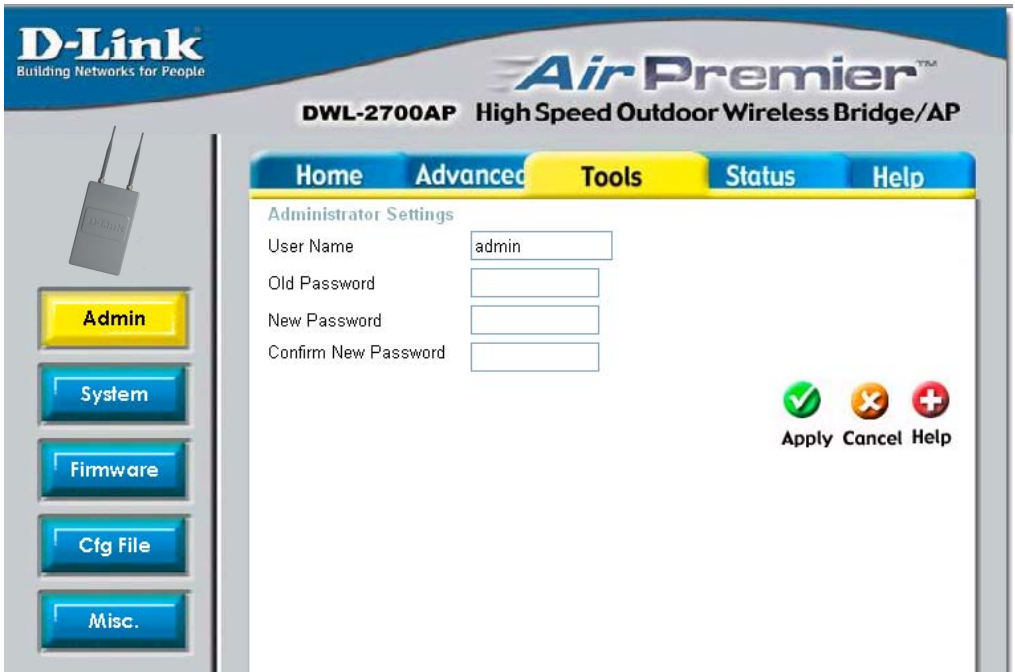 D-Link
Building Networks for People
AirPremier™
DWL-2700AP High Speed Outdoor Wireless Bridge/AP
Home Advanced Tools Status Help
D-Link
Admin
System
Firmware
Cfg File
Misc.
Administrator Settings
User Name admin
Old Password
New Password
Confirm New Password
Apply Cancel Help